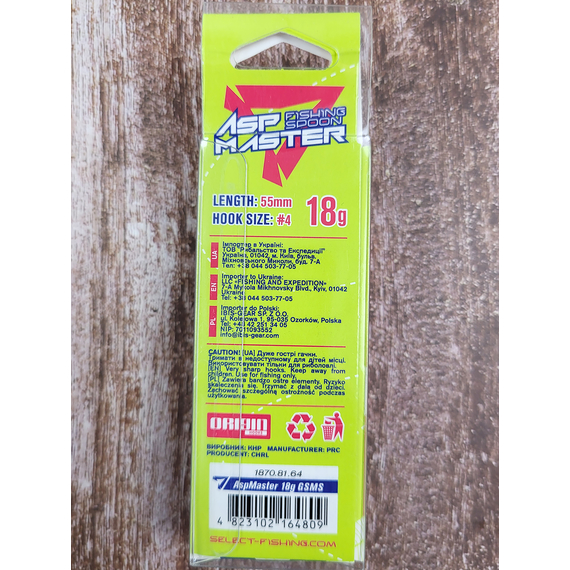 FISHING
ASP SPOON
MASTER
LENGTH: 55mm
HOOK SIZE: #4
18g
UA
Імпортер в Україні:
ТОВ "Рибальство та Експедиції"
Україна, 01042, м. Київ, бульв.
Міхновського Миколи, буд. 7-А
Тел: +38 044 503-77-05
EN
Importer to Ukraine:
LLC «FISHING AND EXPEDITION»
7-A Mykola Mikhnovsky Blvd., Kyiv, 01042
Ukraine
Tel: +38 044 503-77-05
PL
Importer do Polski:
IBIS-GEAR SP. Z O.O.
ul. Kolejowa 1, 95-035 Ozorków, Polska
Tel: +48 42 251 34 05
NIP: 7011093552
info@ibis-gear.com
CAUTION! [UA] Дуже гострі гачки.
Тримати в недоступному для дітей місці.
Використовувати тільки для риболовлі.
[EN] Very sharp hooks. Keep away from
children. Use for fishing only.
[PL] Zawiera bardzo ostre elementy. Ryzyko
skaleczenia się. Trzymać z dala od dzieci.
Zachować szczególną ostrożność podczas
użytkowania.
ORIGIN
ВИРОБНИК: КНР MANUFACTURER: PRC
PRODUCENT: CHRL
1870.81.64
AspMaster 18g GSMS
4 823102 164809
SELECT-FISHING.COM